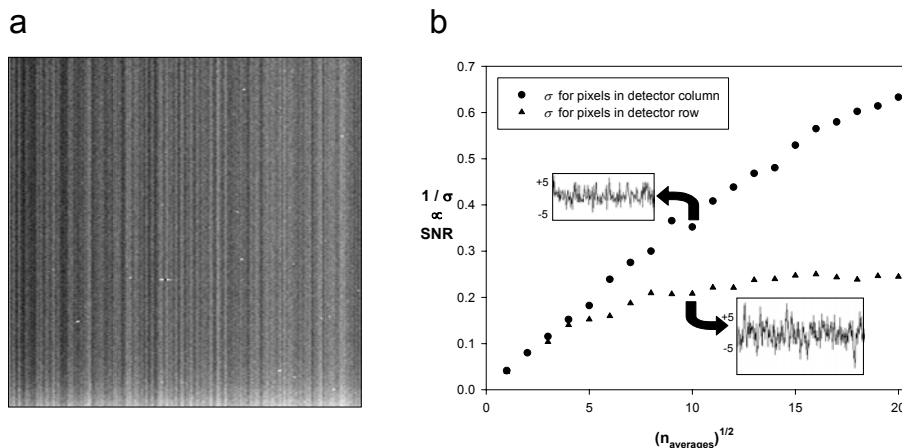 a
b
0.7
0.6
0.5
0.4
0.3
0.2
0.1
0.0
σ for pixels in detector column
σ for pixels in detector row
1 / σ
∝
SNR
+5
-5
+5
-5
0 5 10 15 20
(n averages) 1/2